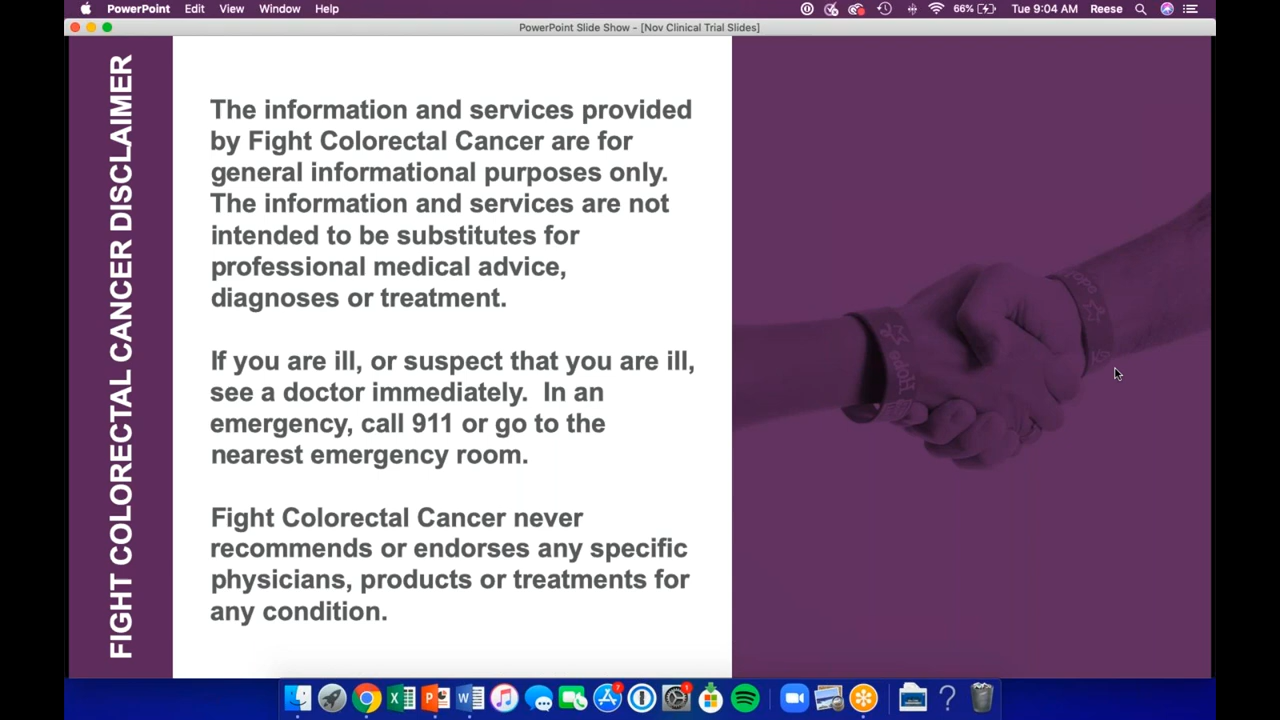 PowerPoint Edit View Window Help 66% Tue 9:04 AM Reese
PowerPoint Slide Show - [Nov Clinical Trial Slides]
FIGHT COLORECTAL CANCER DISCLAIMER
The information and services provided
by Fight Colorectal Cancer are for
general informational purposes only.
The information and services are not
intended to be substitutes for
professional medical advice,
diagnoses or treatment.
If you are ill, or suspect that you are ill,
see a doctor immediately.  In an
emergency, call 911 or go to the
nearest emergency room.
Fight Colorectal Cancer never
recommends or endorses any specific
physicians, products or treatments for
any condition.
Hope